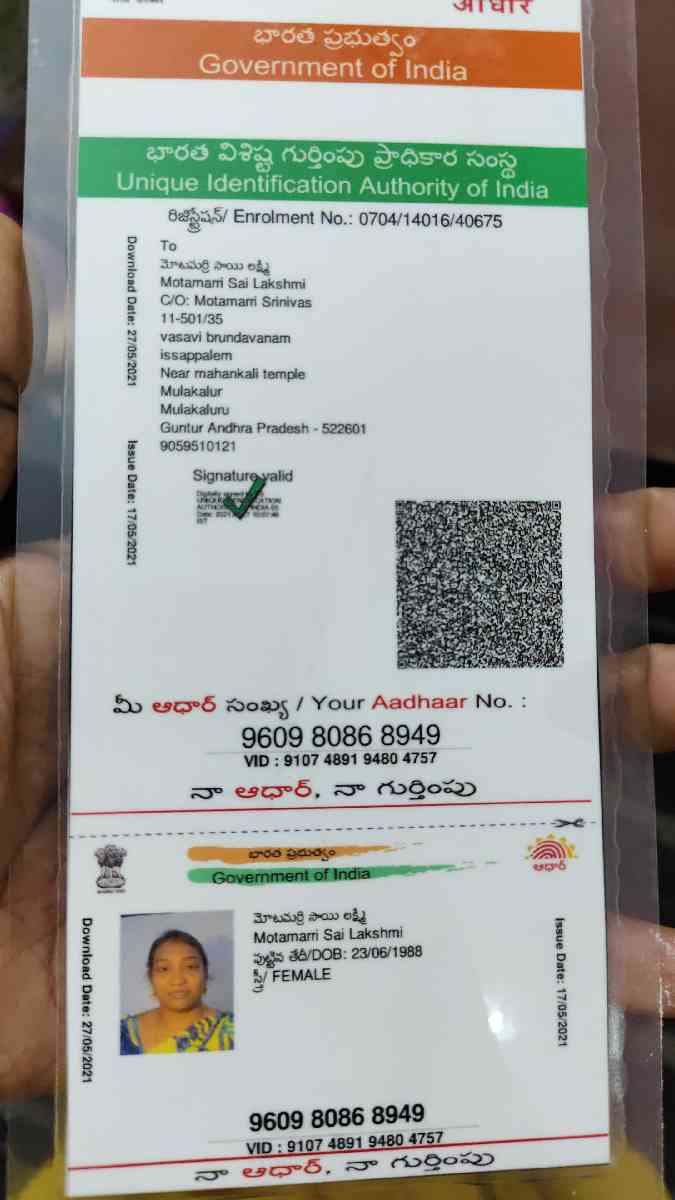 आधार
భారత ప్రభుత్వం
Government of India
భారత విశిష్ట గుర్తింపు ప్రాధికార సంస్థ
Unique Identification Authority of India
రిజిస్ట్రేషన్/ Enrolment No.: 0704/14016/40675
Download Date: 27/05/2021
Issue Date: 17/05/2021
To
మోటమర్రి సాయి లక్ష్మీ
Motamarri Sai Lakshmi
C/O: Motamarri Srinivas
11-501/35
vasavi brundavanam
issappalem
Near mahankali temple
Mulakalur
Mulakaluru
Guntur Andhra Pradesh - 522601
9059510121
Signature valid
మీ ఆధార్ సంఖ్య / Your Aadhaar No. :
9609 8086 8949
VID : 9107 4891 9480 4757
నా ఆధార్, నా గుర్తింపు
భారత ప్రభుత్వం
Government of India
ఆధార్
Download Date: 27/05/2021
మోటమర్రి సాయి లక్ష్మీ
Motamarri Sai Lakshmi
పుట్టిన తేదీ/DOB: 23/06/1988
స్త్రీ/ FEMALE
Issue Date: 17/05/2021
9609 8086 8949
VID : 9107 4891 9480 4757
నా ఆధార్, నా గుర్తింపు